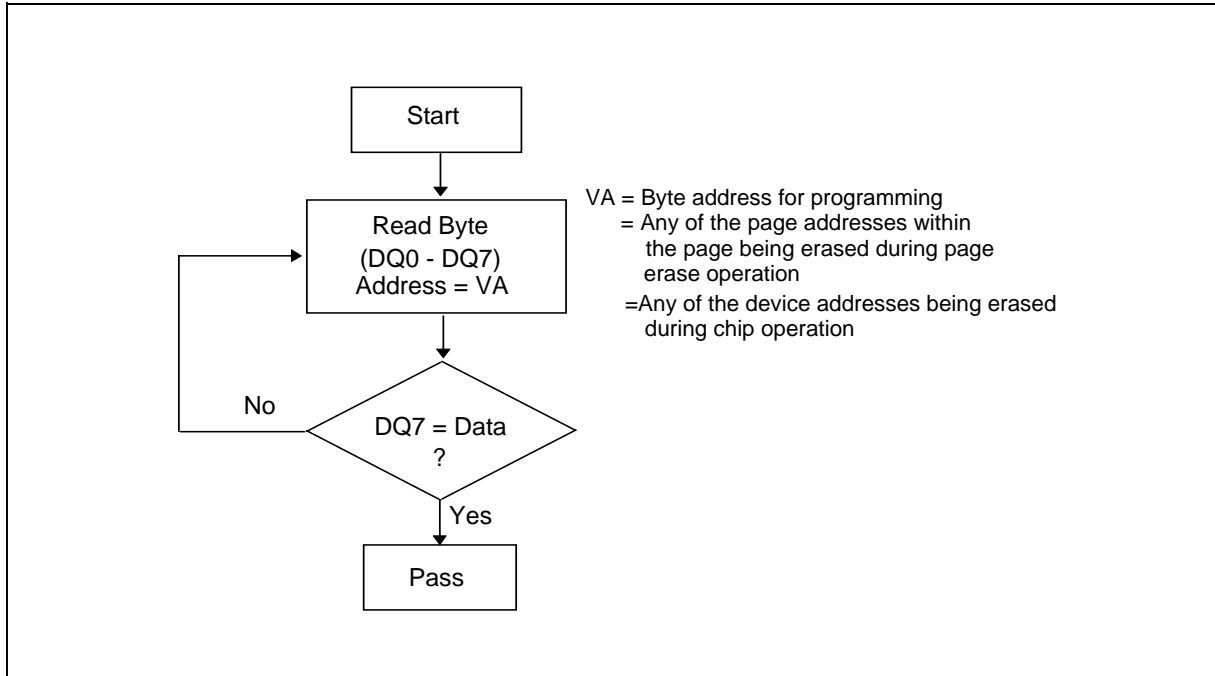 Start
Read Byte
(DQ0 - DQ7)
Address = VA
VA = Byte address for programming
= Any of the page addresses within
the page being erased during page
erase operation
=Any of the device addresses being erased
during chip operation
No
DQ7 = Data
?
Yes
Pass